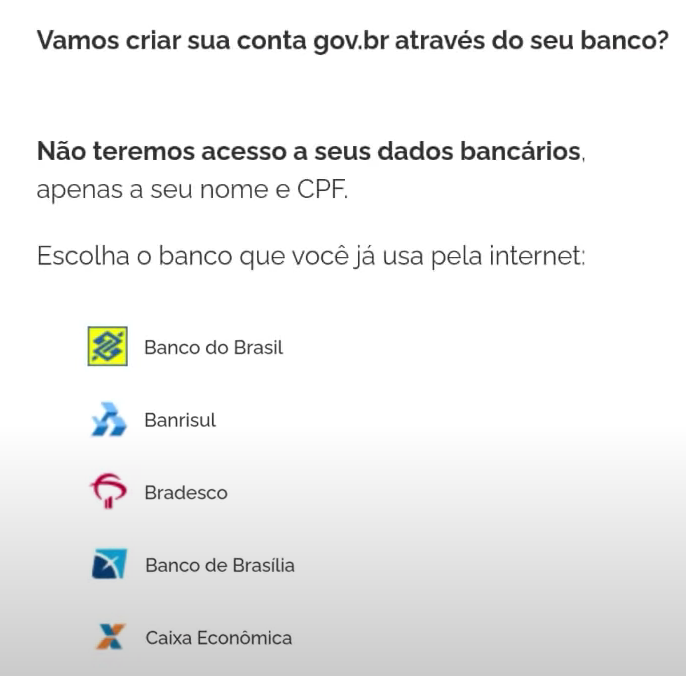 Vamos criar sua conta gov.br através do seu banco?
Não teremos acesso a seus dados bancários,
apenas a seu nome e CPF.
Escolha o banco que você já usa pela internet:
Banco do Brasil
Banrisul
Bradesco
Banco de Brasília
Caixa Econômica